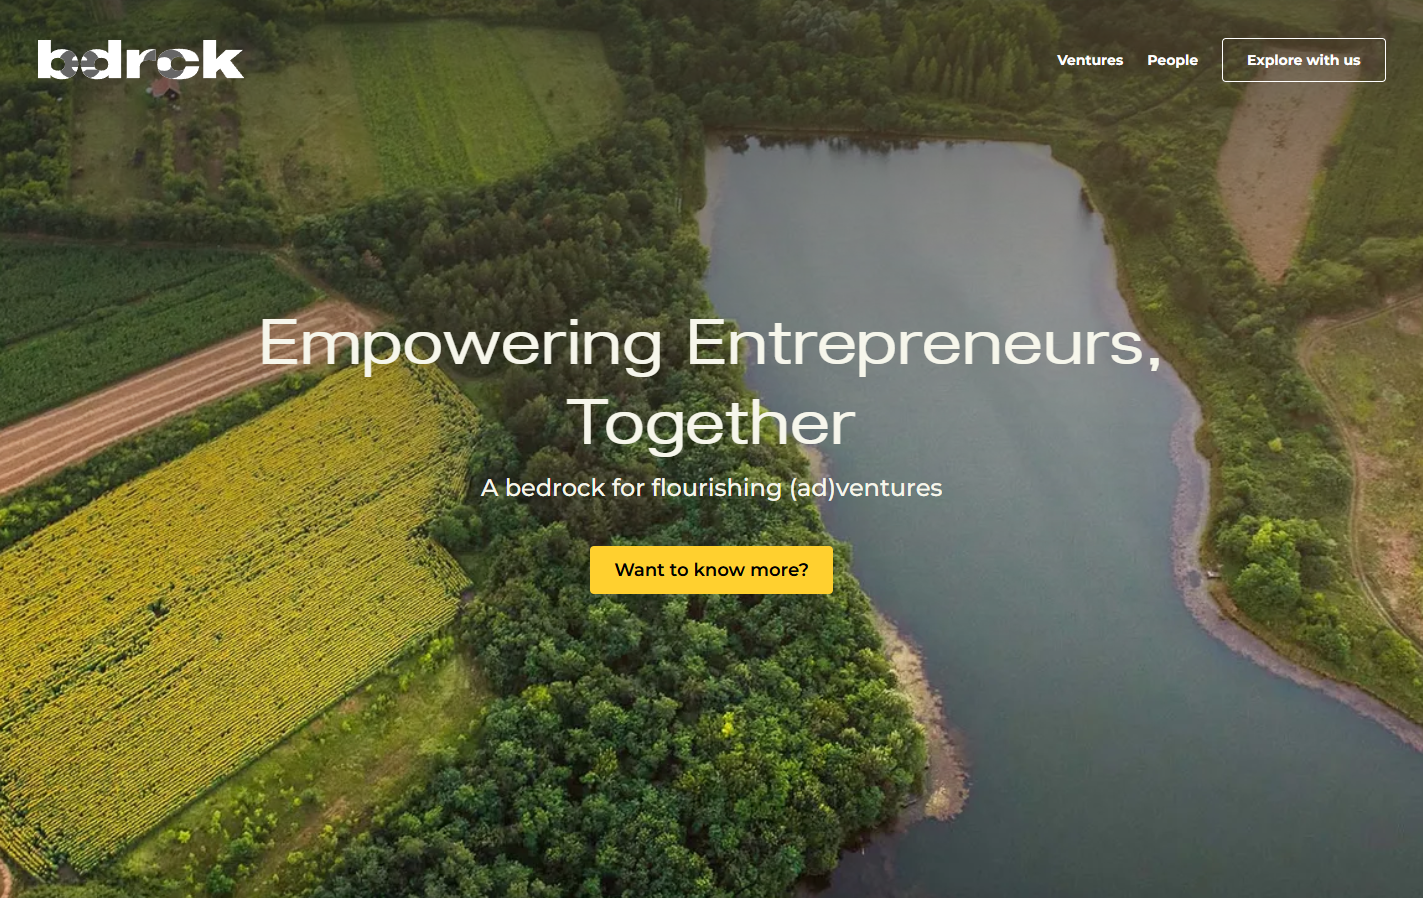 bedrock
Ventures
People
Explore with us
Empowering Entrepreneurs,
Together
A bedrock for flourishing (ad)ventures
Want to know more?